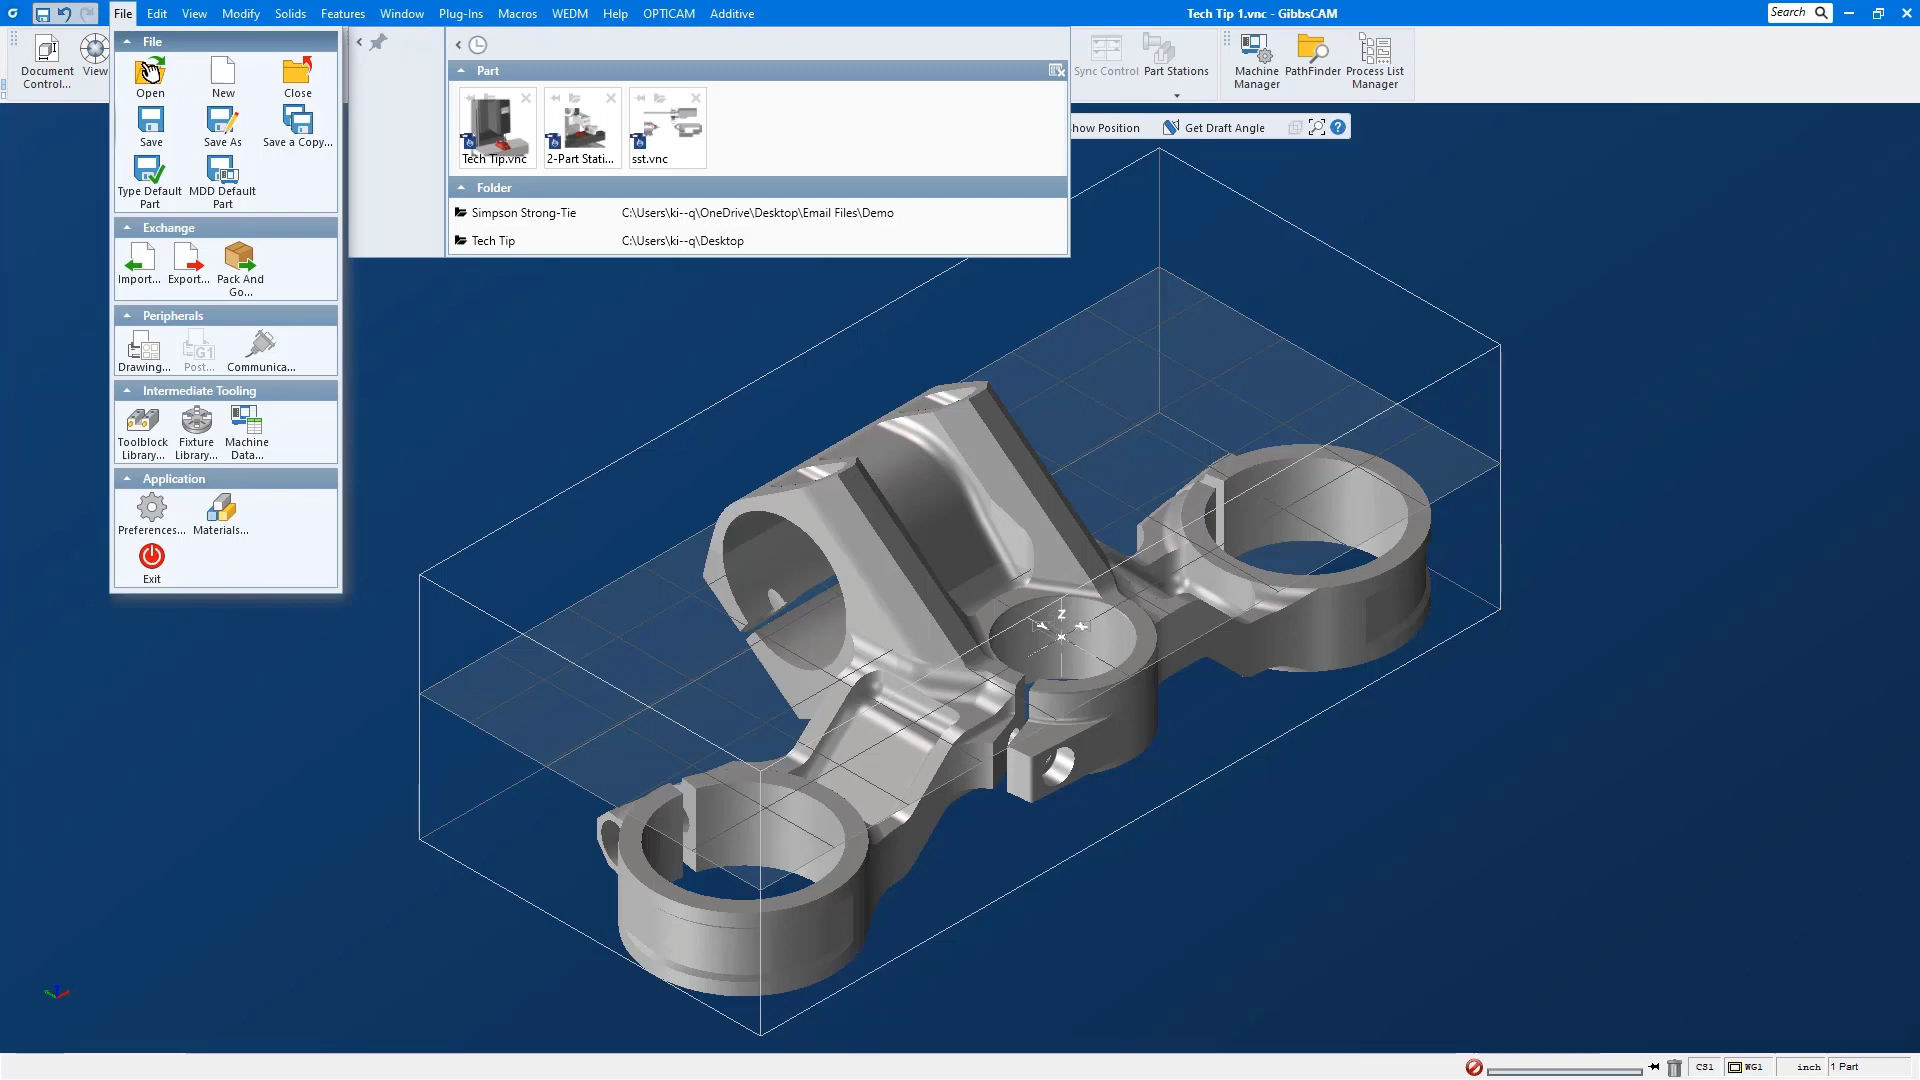 File Edit View Modify Solids Features Window Plug-Ins Macros WEDM Help OPTICAM Additive
Tech Tip 1.vnc - GibbsCAM
Search
Document
Control...
View
File
Open New Close
Save Save As Save a Copy...
Type Default
Part
MDD Default
Part
Exchange
Import... Export... Pack And
Go...
Peripherals
Drawing... Post... Communica...
Intermediate Tooling
Toolblock
Library...
Fixture
Library...
Machine
Data...
Application
Preferences... Materials...
Exit
Part
Tech Tip.vnc 2-Part Stati... sst.vnc
Folder
Simpson Strong-Tie C:\Users\ki--q\OneDrive\Desktop\Email Files\Demo
Tech Tip C:\Users\ki--q\Desktop
Sync Control Part Stations
Machine
Manager
PathFinder
Process List
Manager
how Position Get Draft Angle
Z
CS1 WG1 inch 1 Part